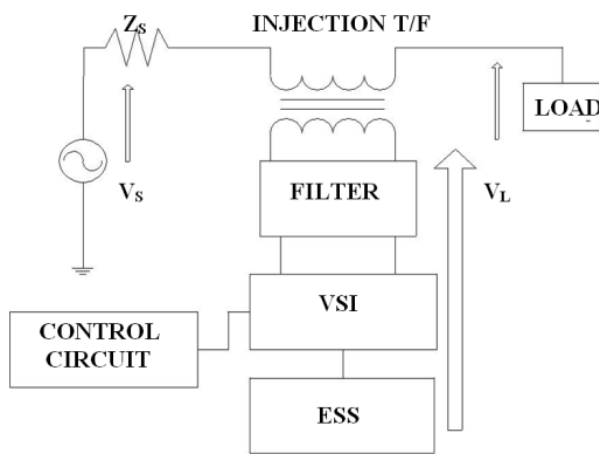 Z_S
INJECTION T/F
LOAD
V_S
FILTER
V_L
VSI
CONTROL
CIRCUIT
ESS